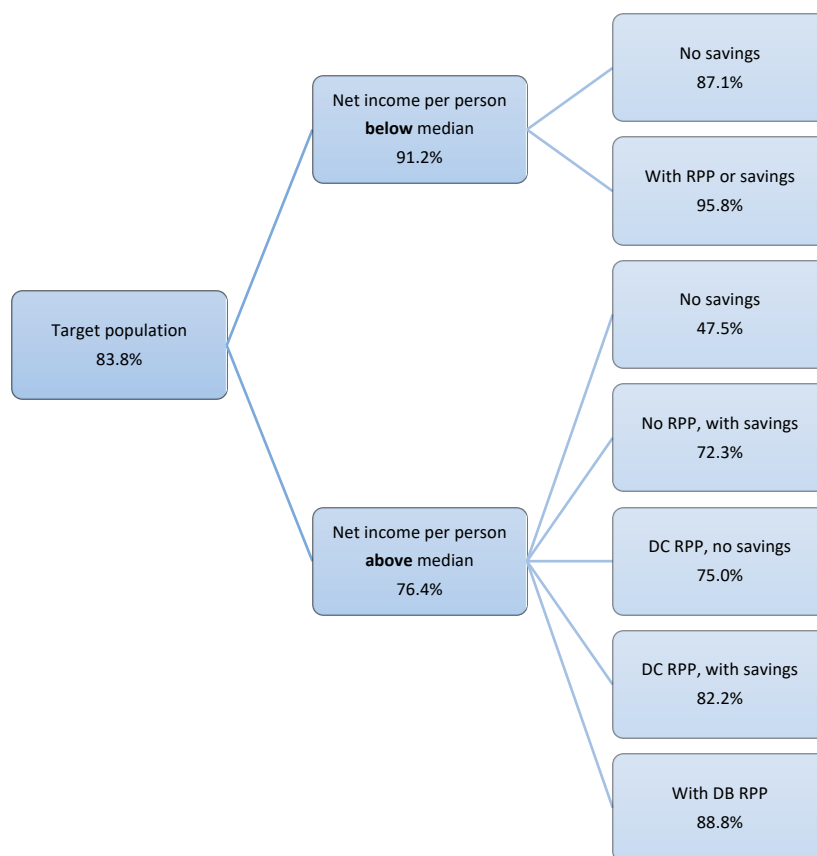 No savings
87.1%
Net income per person
below median
91.2%
With RPP or savings
95.8%
No savings
47.5%
Target population
83.8%
No RPP, with savings
72.3%
Net income per person
above median
76.4%
DC RPP, no savings
75.0%
DC RPP, with savings
82.2%
With DB RPP
88.8%